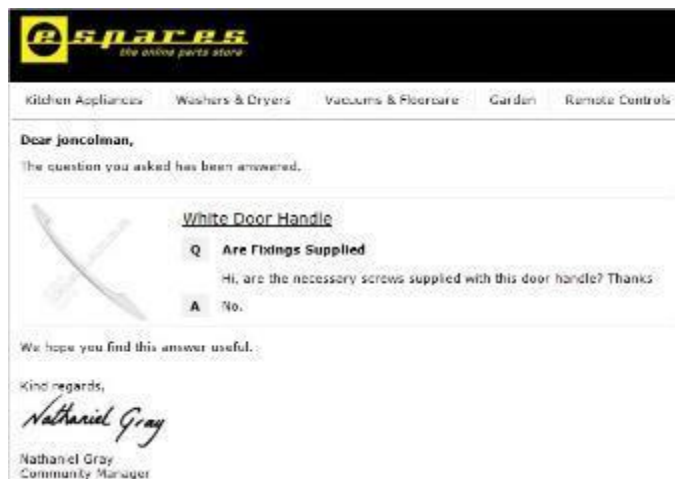 espares
the online parts store
Kitchen Appliances Washers & Dryers Vacuums & Floorcare Garden Remote Controls
Dear joncolman,
The question you asked has been answered.
White Door Handle
Q Are Fixings Supplied
Hi, are the necessary screws supplied with this door handle? Thanks
A No.
We hope you find this answer useful.
Kind regards,
Nathaniel Gray
Nathaniel Gray
Community Manager